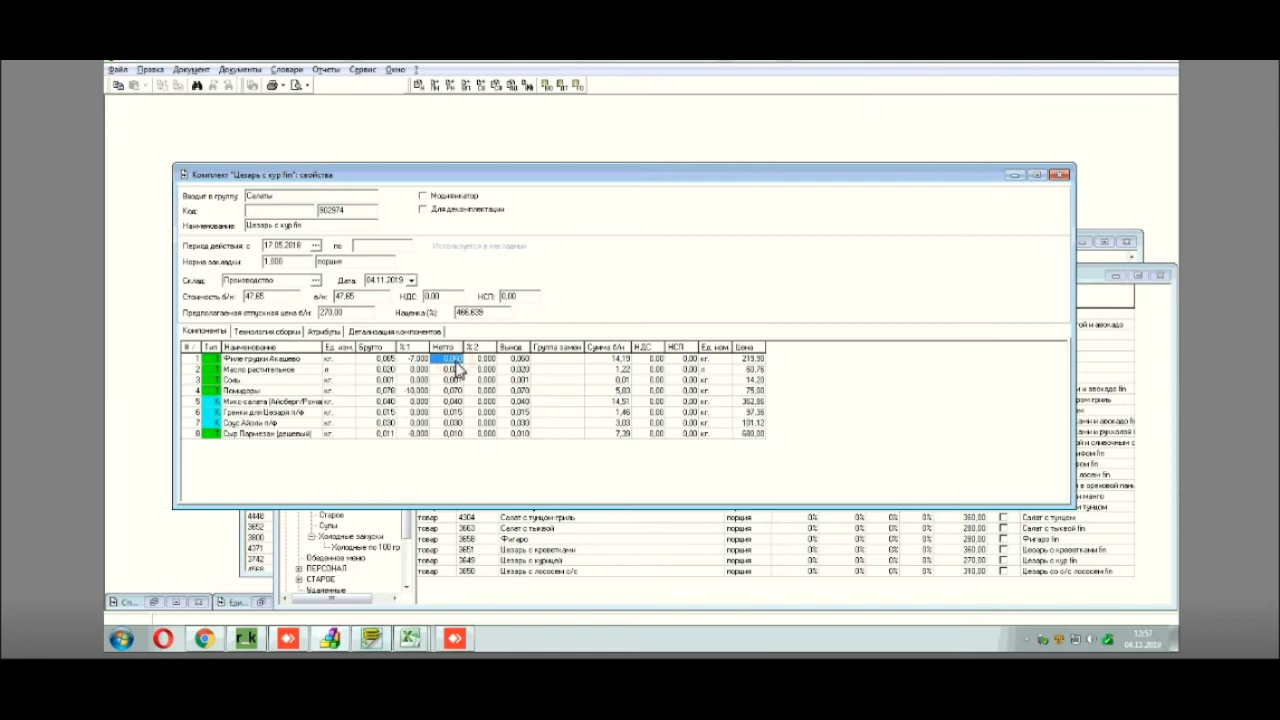 Файл Правка Документ Документы Словари Отчеты Сервис Окно ?
Комплект "Цезарь с кур fin": свойства
Входит в группу: Салаты
Модификатор
Код: 902974
Для декомплектации
Наименование: Цезарь с кур fin
Период действия с 17.05.2018 ... по
Используется в накладных
Норма закладки: 1,000 порция
Склад: Производство ... Дата: 04.11.2019
Стоимость б/н: 47,65 в/н: 47,65 НДС: 0,00 НСП: 0,00
Предполагаемая отпускная цена б/н: 270,00 Наценка (%): 466,639
Компоненты Технология сборки Атрибуты Детализация компонентов
# Тип Наименование Ед. изм. Брутто % 1 Нетто % 2 Выход Группа замен Сумма б/н НДС НСП Ед. изм Цена
1 Т Филе грудки Акашево кг. 0,065 -7,000 0,060 0,000 0,060 14,19 0,00 0,00 кг. 219,90
2 Т Масло растительное л 0,020 0,000 0,000 0,020 1,22 0,00 0,00 л 60,76
3 Т Соль кг. 0,001 0,000 0,001 0,000 0,001 0,01 0,00 0,00 кг. 14,20
4 Т Помидоры кг. 0,078 -10,000 0,070 0,000 0,070 5,83 0,00 0,00 кг. 75,00
5 К Микс-салата (Айсберг/Рома кг. 0,040 0,000 0,040 0,000 0,040 14,51 0,00 0,00 кг. 362,86
6 К Гренки для Цезаря п/ф кг. 0,015 0,000 0,015 0,000 0,015 1,46 0,00 0,00 кг. 97,36
7 К Соус Айоли п/ф кг. 0,030 0,000 0,030 0,000 0,030 3,03 0,00 0,00 кг. 101,12
8 Т Сыр Пармезан (дешевый) кг. 0,011 -9,000 0,010 0,000 0,010 7,39 0,00 0,00 кг. 680,00
4448 Старое товар 4304 Салат с тунцом-гриль порция 0% 0% 0% 0% 360,00 Салат с тунцом
3652 Супы товар 3663 Салат с тыквой порция 0% 0% 0% 0% 280,00 Салат с тыквой fin
3800 Холодные закуски товар 3658 Фигаро порция 0% 0% 0% 0% 280,00 Фигаро fin
4371 Холодные по 100 гр товар 3651 Цезарь с креветками порция 0% 0% 0% 0% 360,00 Цезарь с креветками fin
3742 Обеденное меню товар 3649 Цезарь с курицей порция 0% 0% 0% 0% 270,00 Цезарь с кур fin
ПЕРСОНАЛ товар 3650 Цезарь с лососем с/с порция 0% 0% 0% 0% 310,00 Цезарь со с/с лососем fin
СТАРОЕ
Удаленные
Сл... Еди...
r_k
12:57
04.11.2019